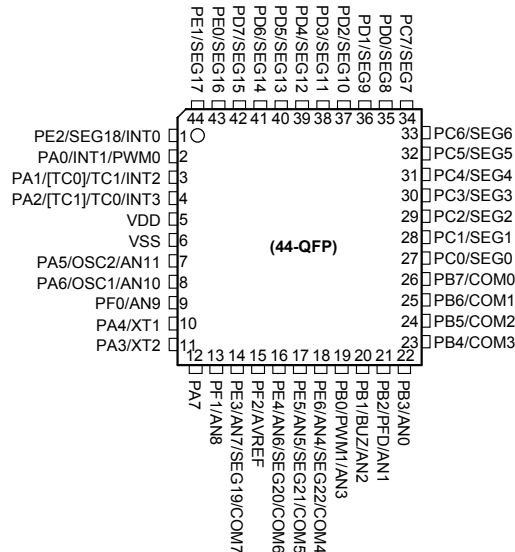 PE1/SEG17
PE0/SEG16
PD7/SEG15
PD6/SEG14
PD5/SEG13
PD4/SEG12
PD3/SEG11
PD2/SEG10
PD1/SEG9
PD0/SEG8
PC7/SEG7
44 43 42 41 40 39 38 37 36 35 34
PE2/SEG18/INT0 1
PA0/INT1/PWM0 2
PA1/[TC0]/TC1/INT2 3
PA2/[TC1]/TC0/INT3 4
VDD 5
VSS 6
PA5/OSC2/AN11 7
PA6/OSC1/AN10 8
PF0/AN9 9
PA4/XT1 10
PA3/XT2 11
(44-QFP)
33 PC6/SEG6
32 PC5/SEG5
31 PC4/SEG4
30 PC3/SEG3
29 PC2/SEG2
28 PC1/SEG1
27 PC0/SEG0
26 PB7/COM0
25 PB6/COM1
24 PB5/COM2
23 PB4/COM3
12 13 14 15 16 17 18 19 20 21 22
PA7
PF1/AN8
PE3/AN7/SEG19/COM7
PF2/AVREF
PE4/AN6/SEG20/COM6
PE5/AN5/SEG21/COM5
PE6/AN4/SEG22/COM4
PB0/PWM1/AN3
PB1/BUZ/AN2
PB2/PFD/AN1
PB3/AN0